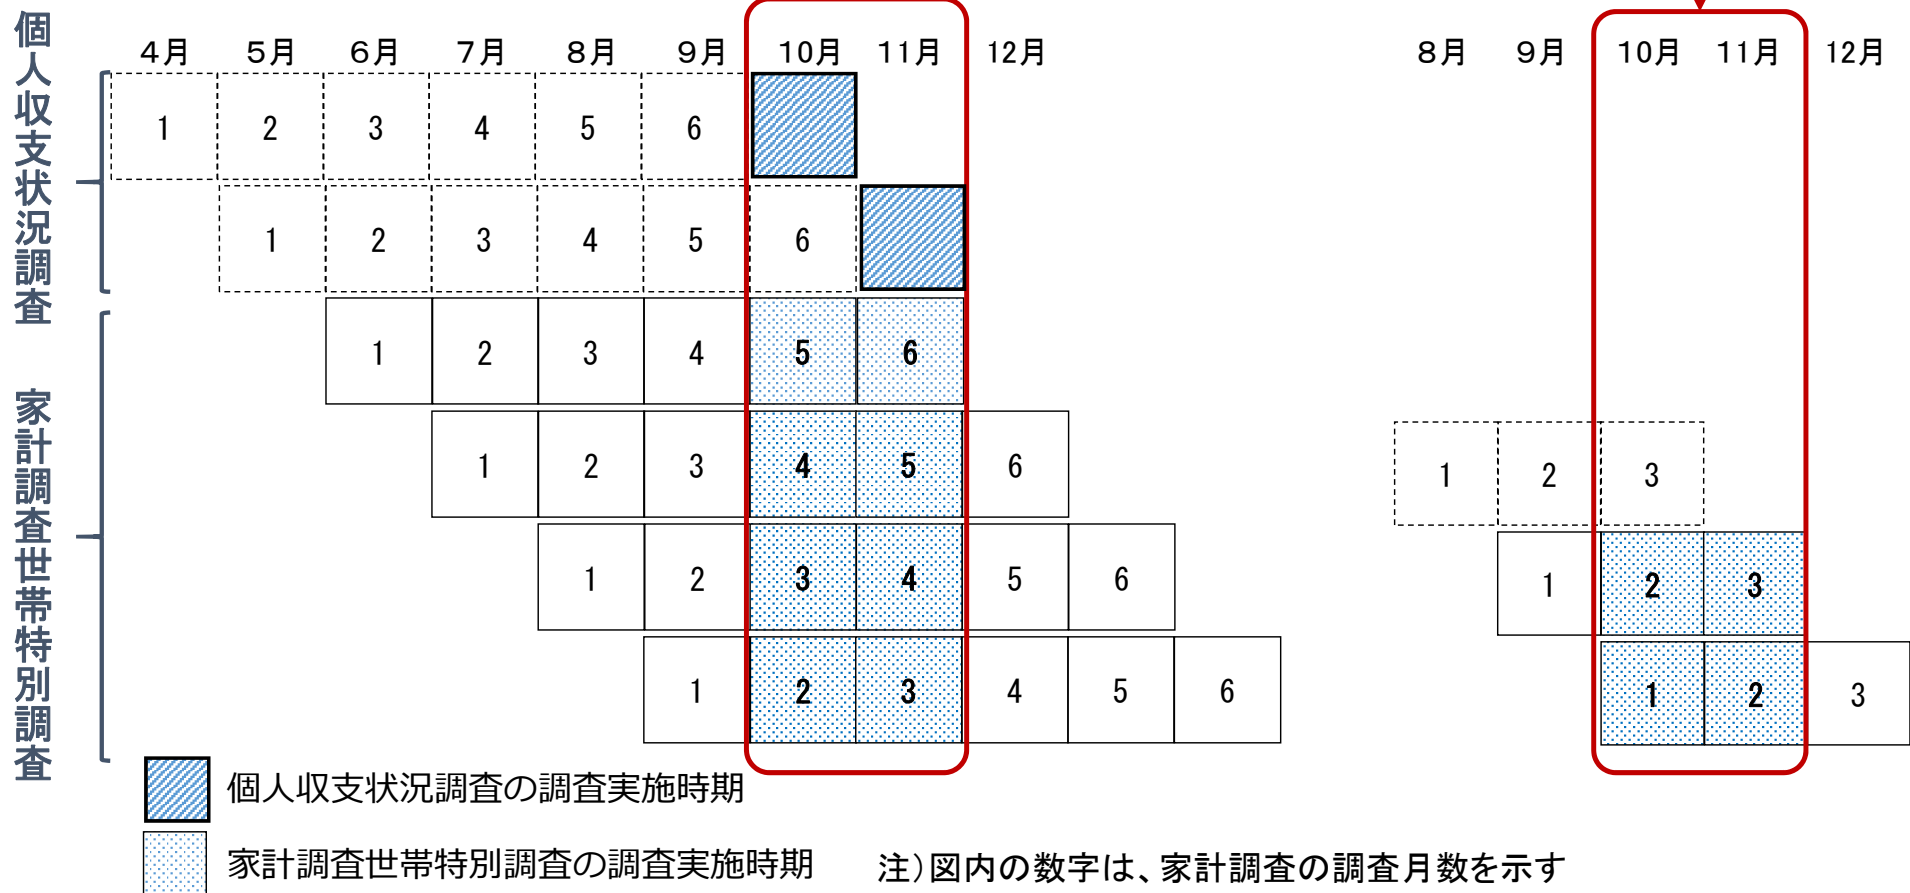 個人収支状況調査
家計調査世帯特別調査
4月 5月 6月 7月 8月 9月 10月 11月 12月
1 2 3 4 5 6
1 2 3 4 5 6
1 2 3 4 5 6
1 2 3 4 5 6
1 2 3 4 5 6
1 2 3 4 5 6
8月 9月 10月 11月 12月
1 2 3
1 2 3
1 2 3
個人収支状況調査の調査実施時期
家計調査世帯特別調査の調査実施時期
注）図内の数字は、家計調査の調査月数を示す